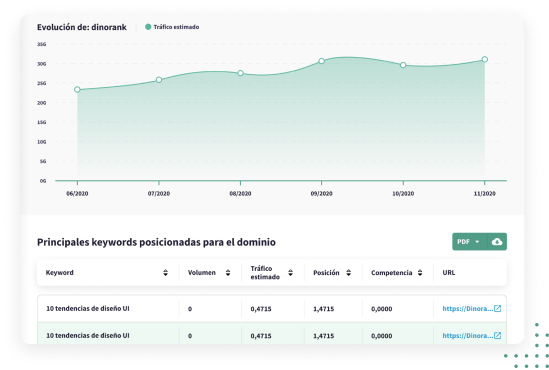 Evolución de: dinorank
Tráfico estimado
35G
30G
25G
20G
15G
10G
5G
0G
06/2020 07/2020 08/2020 09/2020 10/2020 11/2020
Principales keywords posicionadas para el dominio
PDF
Keyword Volumen Tráfico estimado Posición Competencia URL
10 tendencias de diseño UI 0 0,4715 1,4715 0,0000 https://Dinora...
10 tendencias de diseño UI 0 0,4715 1,4715 0,0000 https://Dinora...